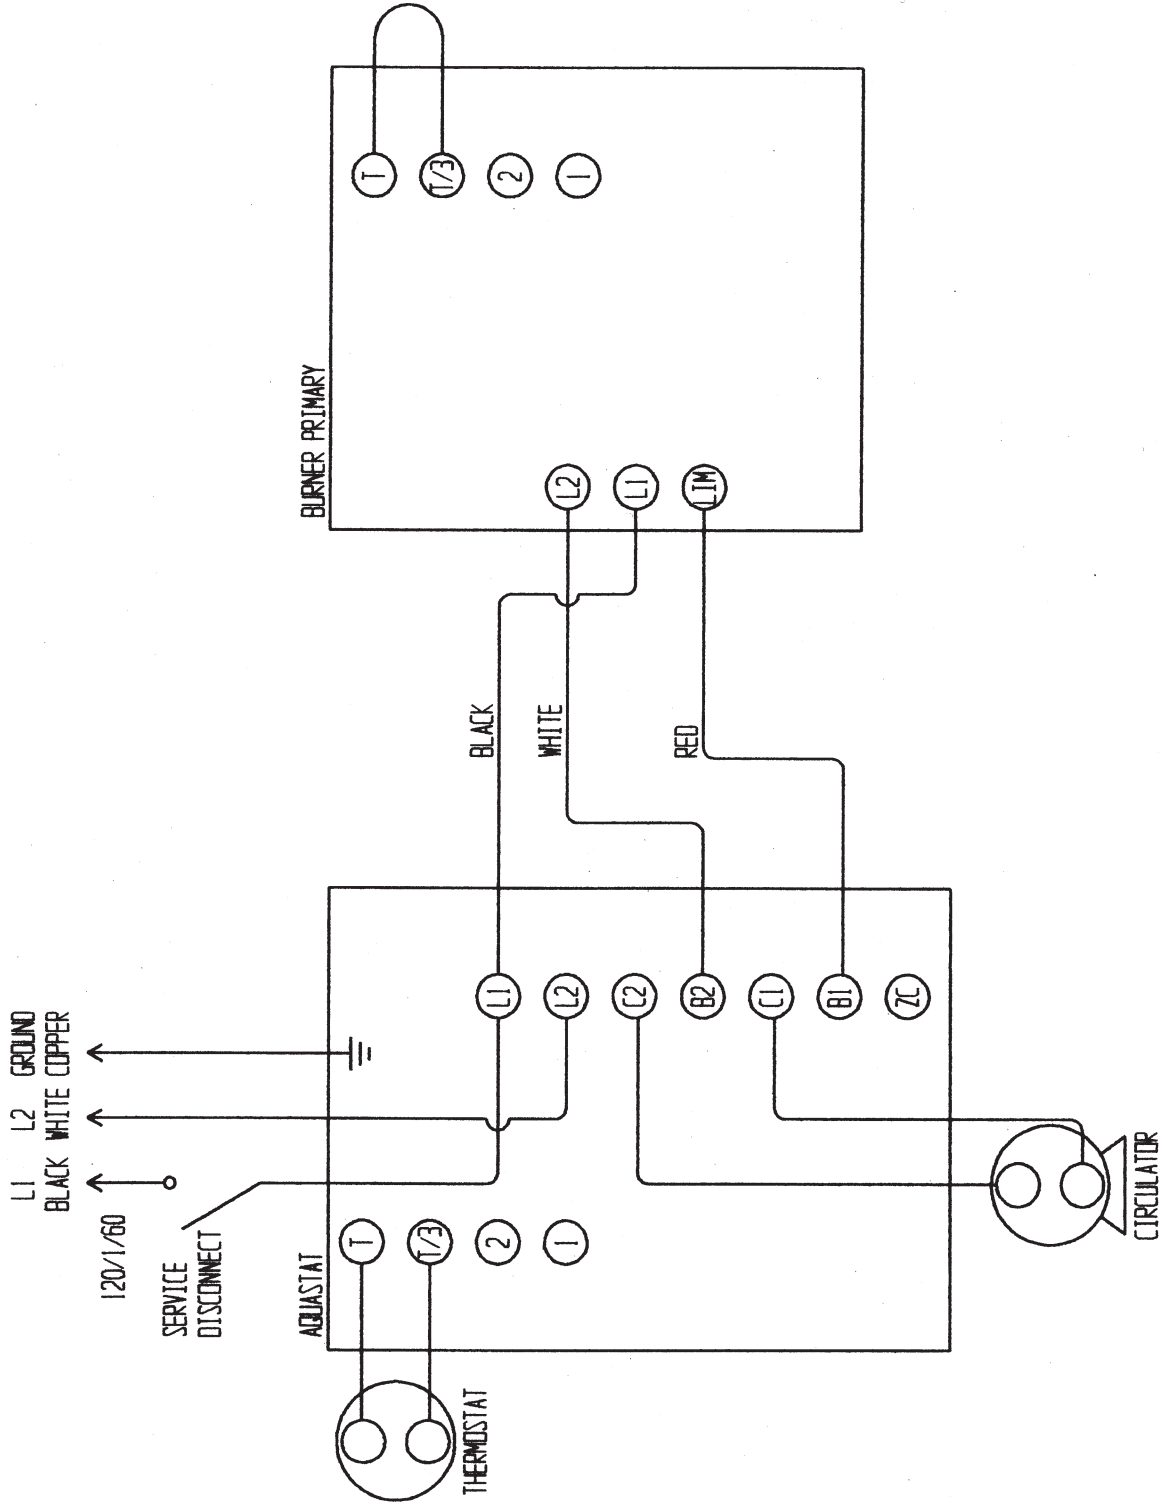 L1
BLACK
L2
WHITE
GROUND
COPPER
120/1/60
SERVICE
DISCONNECT
AQUASTAT
T
T/3
2
1
L1
L2
C2
B2
C1
B1
ZC
THERMOSTAT
CIRCULATOR
BLACK
WHITE
RED
BURNER PRIMARY
L2
L1
LIM
T
T/3
2
1